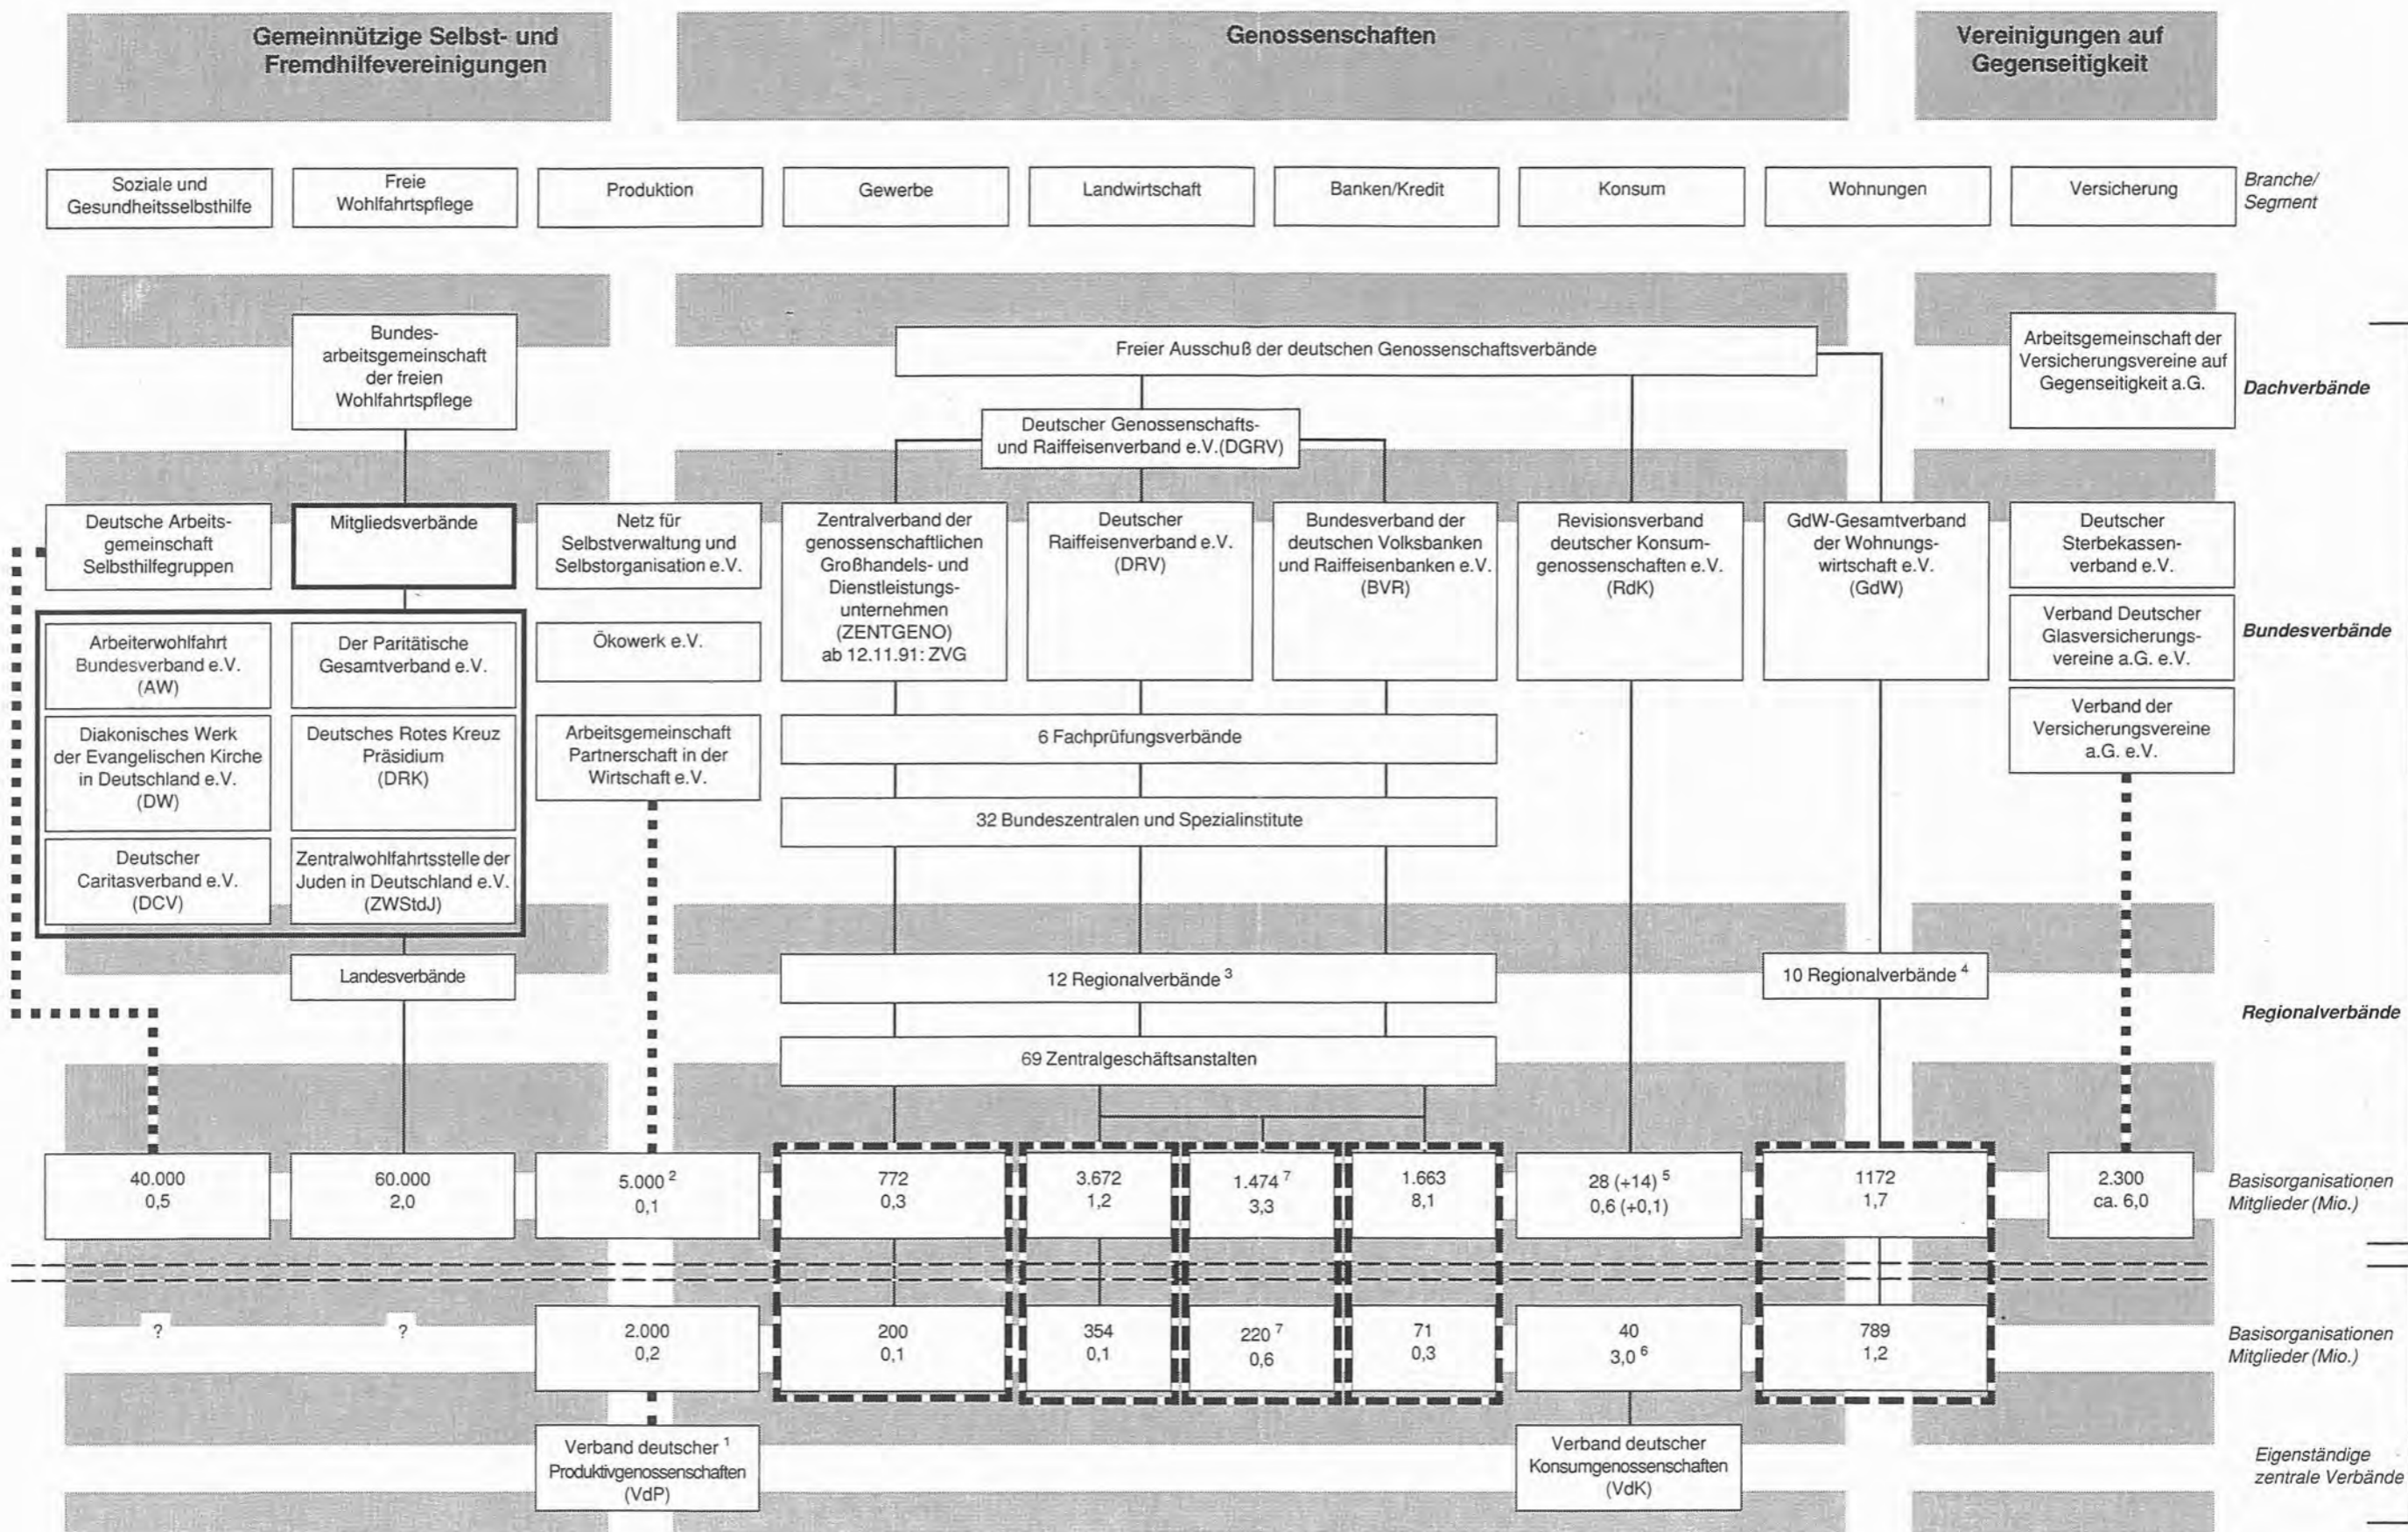 Gemeinnützige Selbst- und
Fremdhilfevereinigungen
Genossenschaften
Vereinigungen auf
Gegenseitigkeit
Soziale und
Gesundheitsselbsthilfe
Freie
Wohlfahrtspflege
Produktion
Gewerbe
Landwirtschaft
Banken/Kredit
Konsum
Wohnungen
Versicherung
Branche/
Segment
Bundes-
arbeitsgemeinschaft
der freien
Wohlfahrtspflege
Freier Ausschuß der deutschen Genossenschaftsverbände
Arbeitsgemeinschaft der
Versicherungsvereine auf
Gegenseitigkeit a.G.
Dachverbände
Deutscher Genossenschafts-
und Raiffeisenverband e.V.(DGRV)
Deutsche Arbeits-
gemeinschaft
Selbsthilfegruppen
Mitgliedsverbände
Netz für
Selbstverwaltung und
Selbstorganisation e.V.
Zentralverband der
genossenschaftlichen
Großhandels- und
Dienstleistungs-
unternehmen
(ZENTGENO)
ab 12.11.91: ZVG
Deutscher
Raiffeisenverband e.V.
(DRV)
Bundesverband der
deutschen Volksbanken
und Raiffeisenbanken e.V.
(BVR)
Revisionsverband
deutscher Konsum-
genossenschaften e.V.
(RdK)
GdW-Gesamtverband
der Wohnungs-
wirtschaft e.V.
(GdW)
Deutscher
Sterbekassen-
verband e.V.
Arbeiterwohlfahrt
Bundesverband e.V.
(AW)
Der Paritätische
Gesamtverband e.V.
Ökowerk e.V.
Verband Deutscher
Glasversicherungs-
vereine a.G. e.V.
Bundesverbände
Diakonisches Werk
der Evangelischen Kirche
in Deutschland e.V.
(DW)
Deutsches Rotes Kreuz
Präsidium
(DRK)
Arbeitsgemeinschaft
Partnerschaft in der
Wirtschaft e.V.
6 Fachprüfungsverbände
Verband der
Versicherungsvereine
a.G. e.V.
32 Bundeszentralen und Spezialinstitute
Deutscher
Caritasverband e.V.
(DCV)
Zentralwohlfahrtsstelle der
Juden in Deutschland e.V.
(ZWStdJ)
Landesverbände
12 Regionalverbände 3
10 Regionalverbände 4
Regionalverbände
69 Zentralgeschäftsanstalten
40.000
0,5
60.000
2,0
5.000 2
0,1
772
0,3
3.672
1,2
1.474 7
3,3
1.663
8,1
28 (+14) 5
0,6 (+0,1)
1172
1,7
2.300
ca. 6,0
Basisorganisationen
Mitglieder (Mio.)
?
?
2.000
0,2
200
0,1
354
0,1
220 7
0,6
71
0,3
40
3,0 6
789
1,2
Basisorganisationen
Mitglieder (Mio.)
Verband deutscher 1
Produktivgenossenschaften
(VdP)
Verband deutscher
Konsumgenossenschaften
(VdK)
Eigenständige
zentrale Verbände